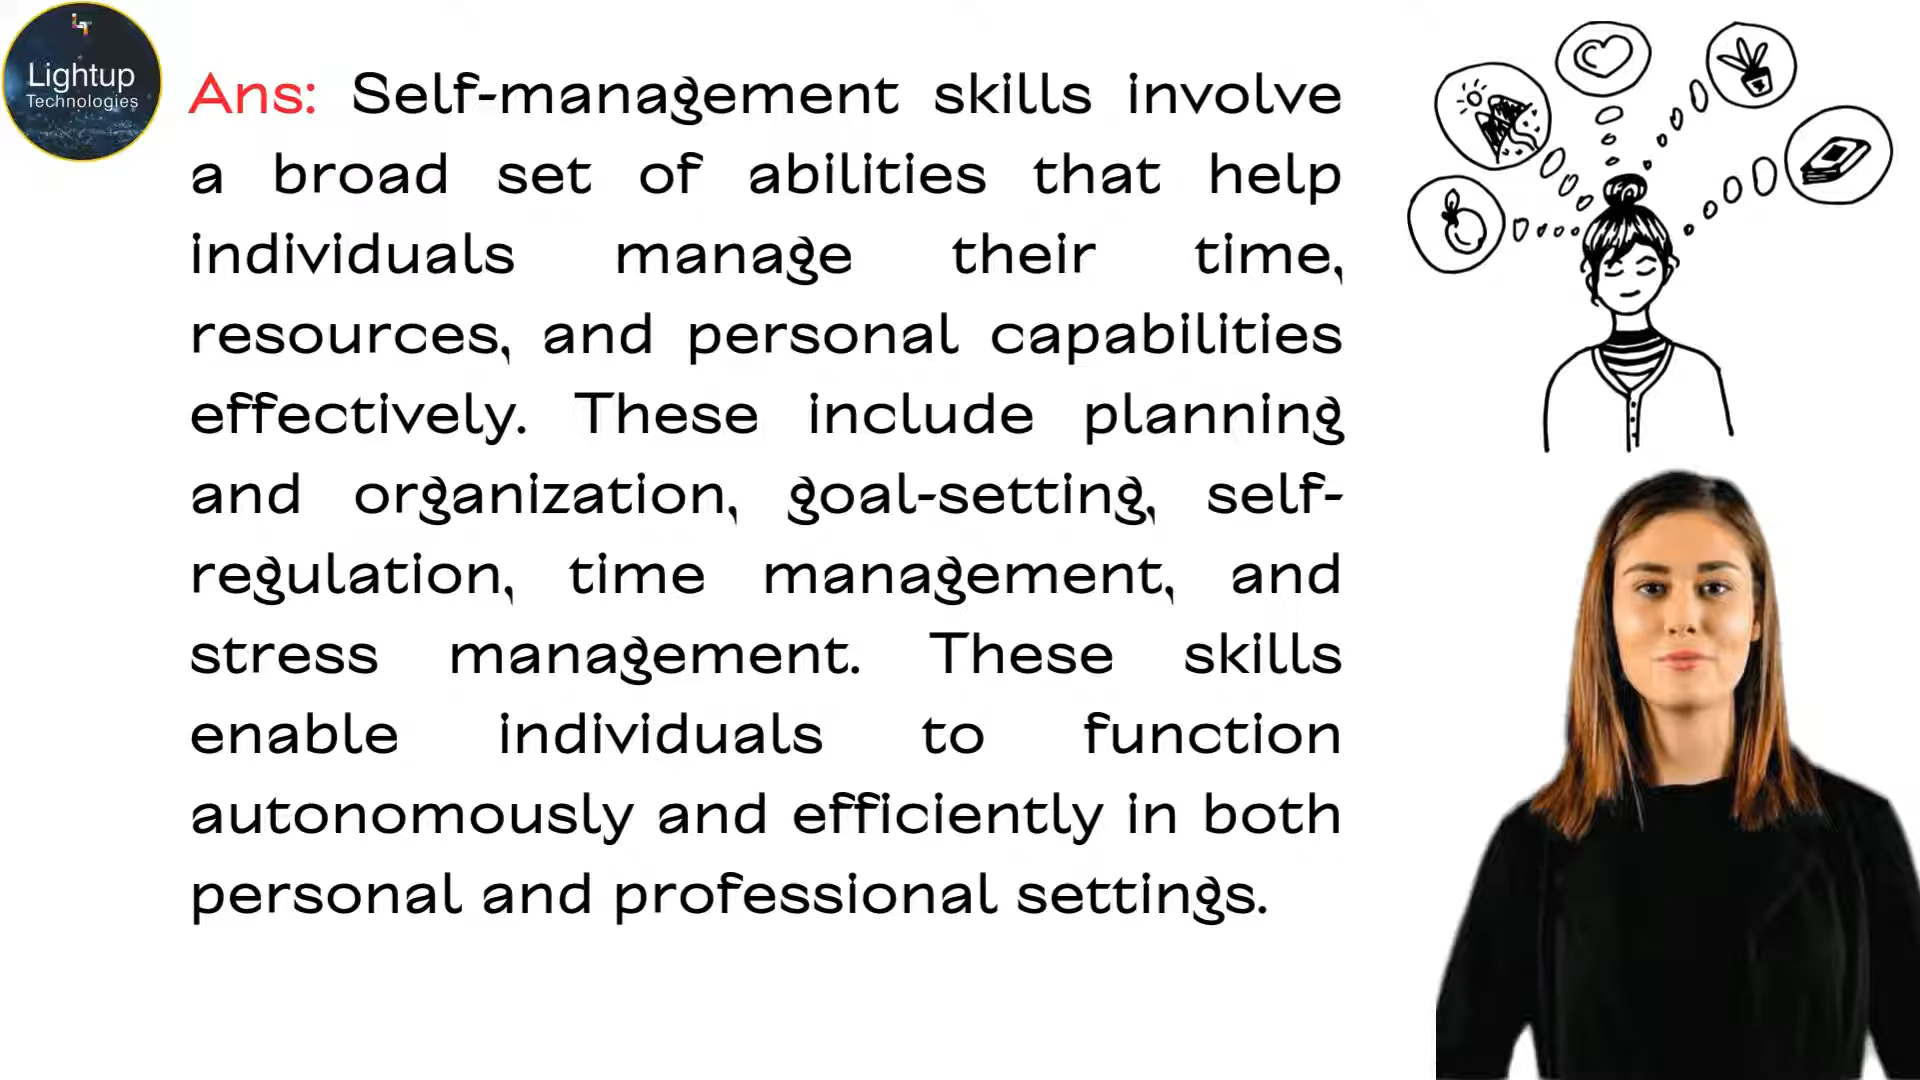 Lightup
Technologies
Ans: Self-management skills involve
a broad set of abilities that help
individuals manage their time,
resources, and personal capabilities
effectively. These include planning
and organization, goal-setting, self-
regulation, time management, and
stress management. These skills
enable individuals to function
autonomously and efficiently in both
personal and professional settings.